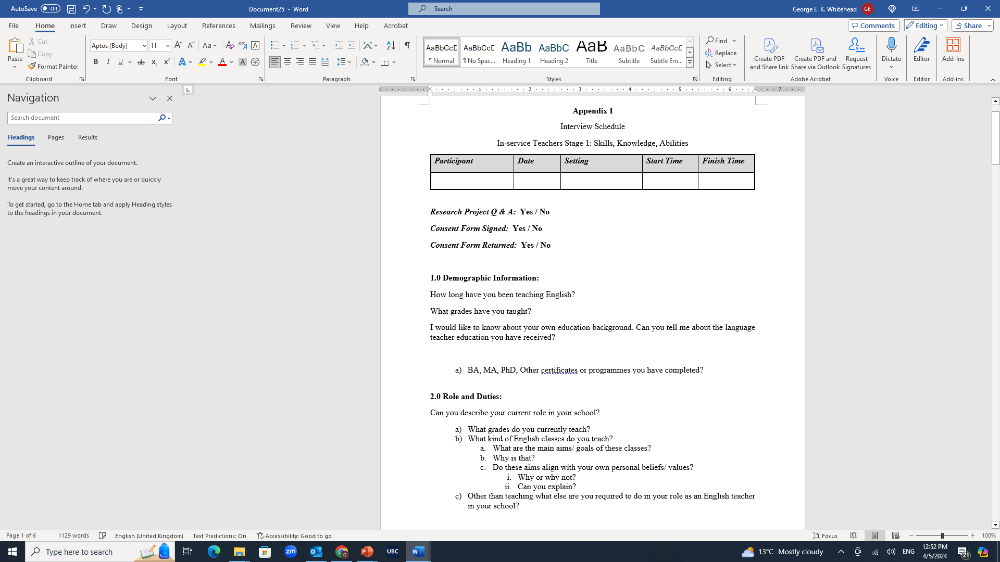 AutoSave Off Document25 - Word Search George E. K. Whitehead GE
File Home Insert Draw Design Layout References Mailings Review View Help Acrobat Comments Editing Share
Paste Cut Copy Format Painter
Clipboard
Aptos (Body) 11
Font
Paragraph
AaBbCcD AaBbCcD AaBb AaBbC AaB AaBbC AaBbCcD
¶ Normal ¶ No Spac... Heading 1 Heading 2 Title Subtitle Subtle Em...
Styles
Find
Replace
Select
Editing
Create PDF and Share link
Create PDF and Share via Outlook
Request Signatures
Adobe Acrobat
Dictate
Voice
Editor
Editor
Add-ins
Add-ins
Navigation
Search document
Headings Pages Results
Create an interactive outline of your document.
It's a great way to keep track of where you are or quickly
move your content around.
To get started, go to the Home tab and apply Heading styles
to the headings in your document.
1 1 2 3 4 5 6 7
Appendix I
Interview Schedule
In-service Teachers Stage 1: Skills, Knowledge, Abilities
Participant Date Setting Start Time Finish Time
Research Project Q & A: Yes / No
Consent Form Signed: Yes / No
Consent Form Returned: Yes / No
1.0 Demographic Information:
How long have you been teaching English?
What grades have you taught?
I would like to know about your own education background. Can you tell me about the language
teacher education you have received?
a) BA, MA, PhD, Other certificates or programmes you have completed?
2.0 Role and Duties:
Can you describe your current role in your school?
a) What grades do you currently teach?
b) What kind of English classes do you teach?
a. What are the main aims/ goals of these classes?
b. Why is that?
c. Do these aims align with your own personal beliefs/ values?
i. Why or why not?
ii. Can you explain?
c) Other than teaching what else are you required to do in your role as an English teacher
in your school?
Page 1 of 6 1129 words English (United Kingdom) Text Predictions: On Accessibility: Good to go Focus 100%
Type here to search zm UBC 13°C Mostly cloudy ENG 12:52 PM
4/5/2024 21